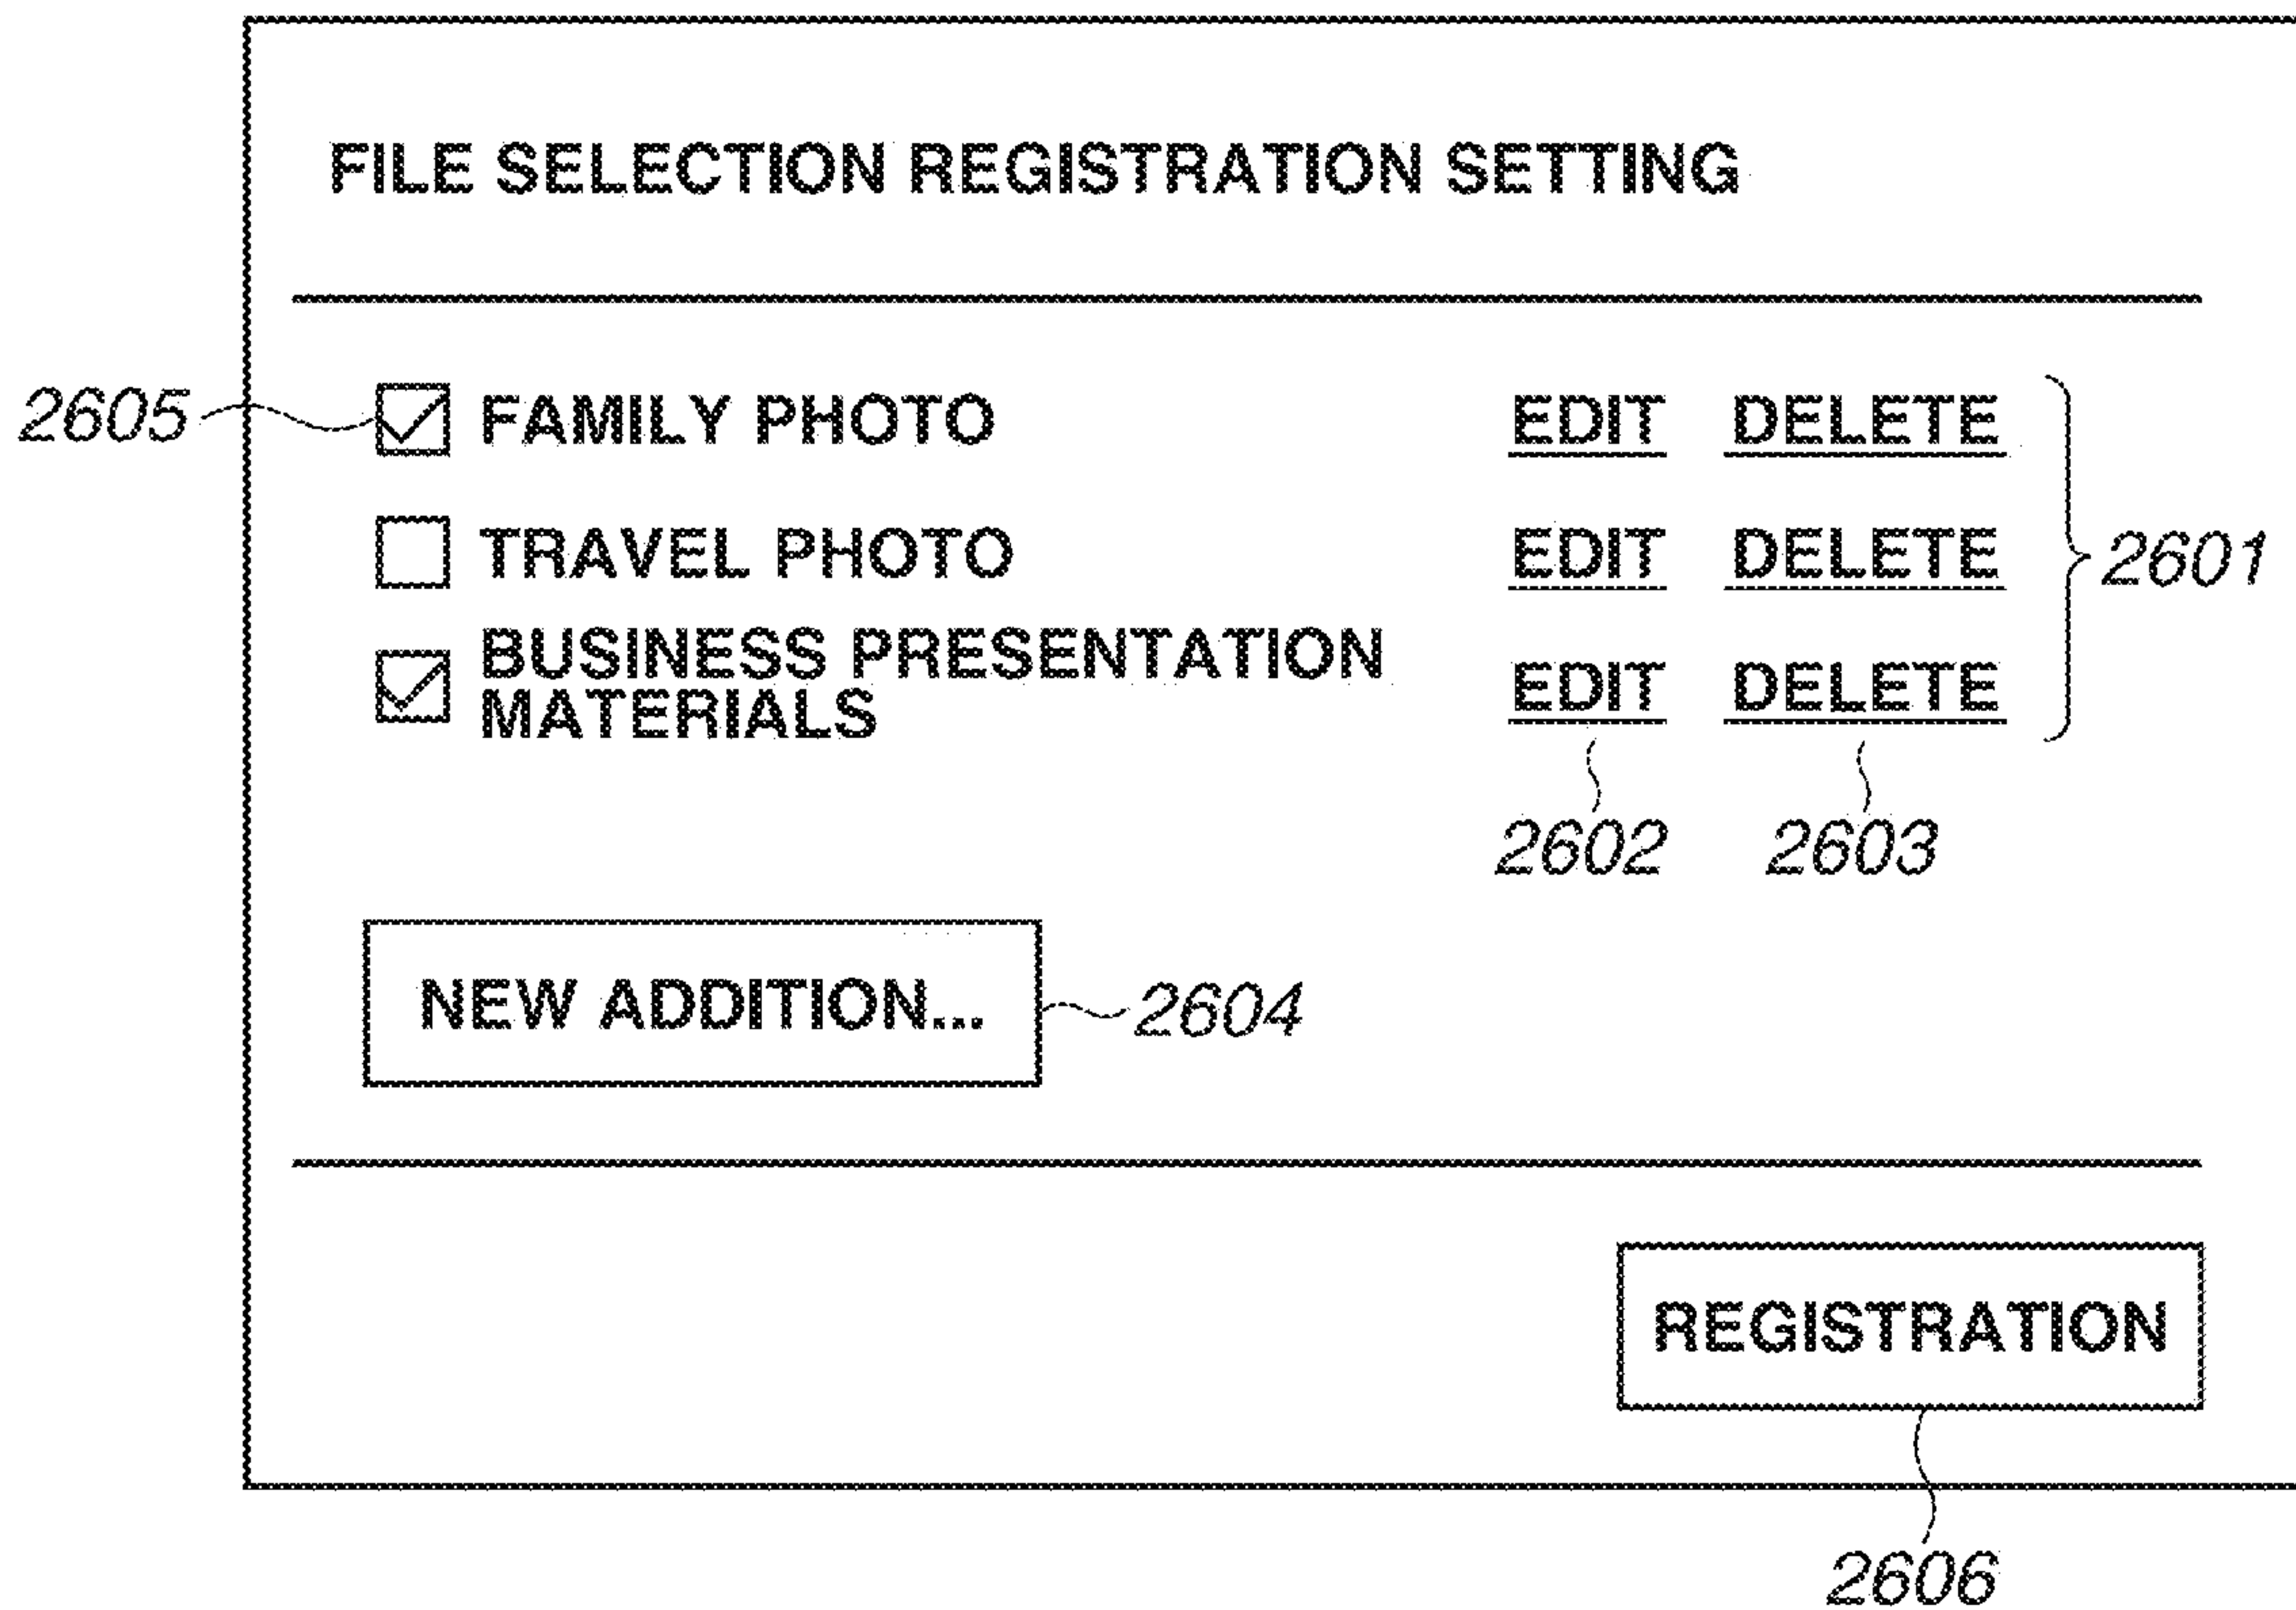 FILE SELECTION REGISTRATION SETTING
2605 FAMILY PHOTO EDIT DELETE
TRAVEL PHOTO EDIT DELETE 2601
BUSINESS PRESENTATION
MATERIALS EDIT DELETE
2602 2603
NEW ADDITION... 2604
REGISTRATION
2606